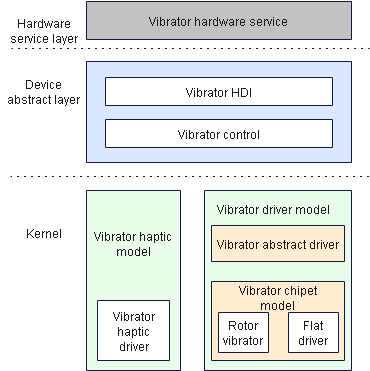 Hardware
service layer
Vibrator hardware service
Device
abstract layer
Vibrator HDI
Vibrator control
Kernel
Vibrator haptic
model
Vibrator
haptic
driver
Vibrator driver model
Vibrator abstract driver
Vibrator chipet
model
Rotor
vibrator
Flat
driver